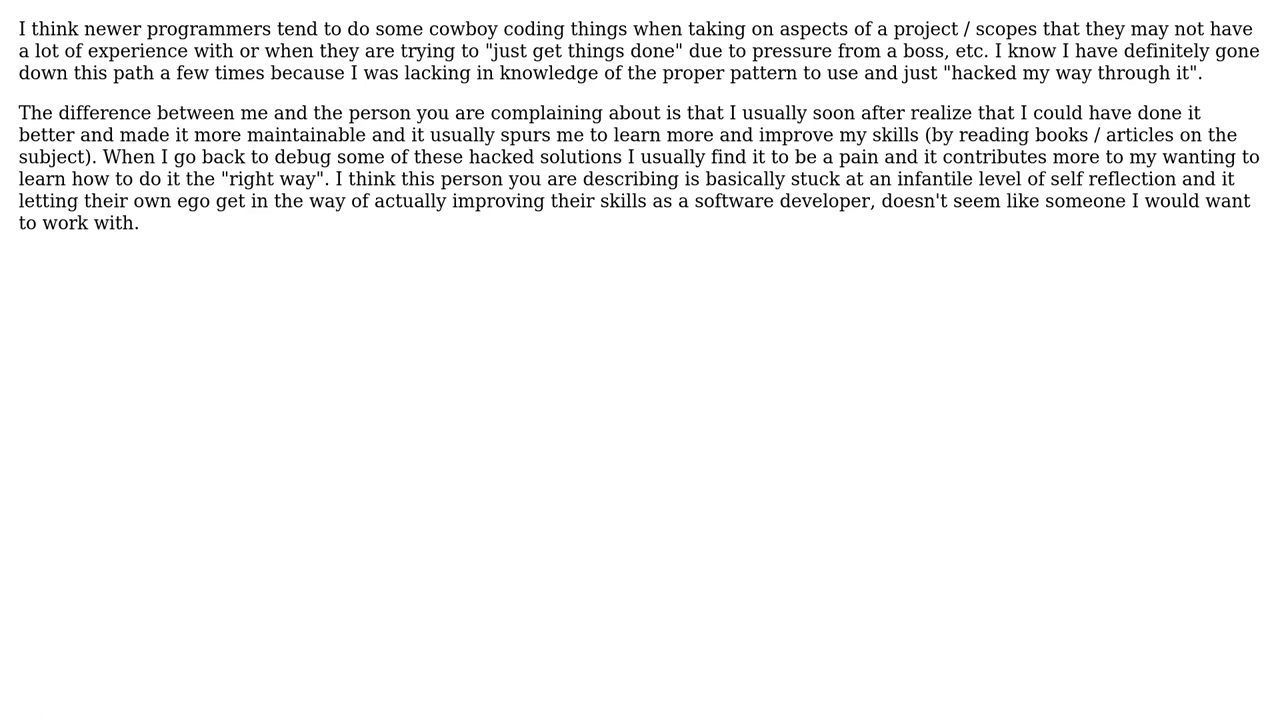 I think newer programmers tend to do some cowboy coding things when taking on aspects of a project / scopes that they may not have
a lot of experience with or when they are trying to "just get things done" due to pressure from a boss, etc. I know I have definitely gone
down this path a few times because I was lacking in knowledge of the proper pattern to use and just "hacked my way through it".
The difference between me and the person you are complaining about is that I usually soon after realize that I could have done it
better and made it more maintainable and it usually spurs me to learn more and improve my skills (by reading books / articles on the
subject). When I go back to debug some of these hacked solutions I usually find it to be a pain and it contributes more to my wanting to
learn how to do it the "right way". I think this person you are describing is basically stuck at an infantile level of self reflection and it
letting their own ego get in the way of actually improving their skills as a software developer, doesn't seem like someone I would want
to work with.